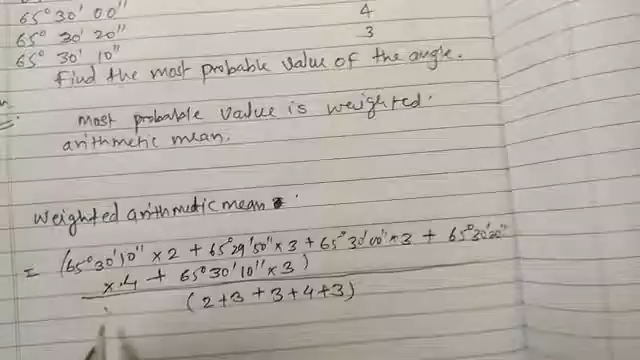 65° 30' 00"
65° 30' 20" 4
65° 30' 10" 3
Find the most probable value of the angle.
most probable value is weighted
arithmetic mean.
Weighted arithmetic mean
= (65°30'10" × 2 + 65°29'50" × 3 + 65°30'00" × 3 + 65°30'20"
× 4 + 65°30'10" × 3)
(2+3+3+4+3)